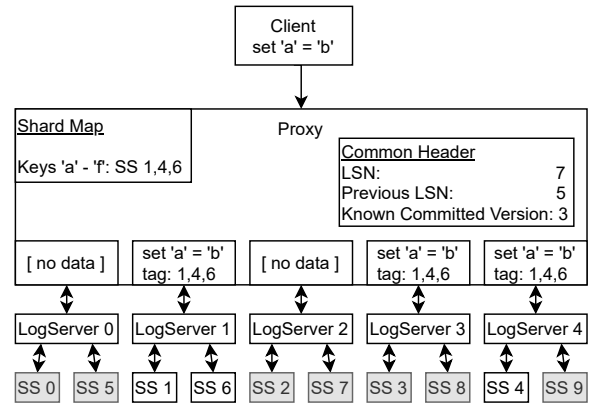 Client
set 'a' = 'b'
Shard Map
Keys 'a' - 'f': SS 1,4,6
Proxy
Common Header
LSN: 7
Previous LSN: 5
Known Committed Version: 3
[ no data ]
set 'a' = 'b'
tag: 1,4,6
[ no data ]
set 'a' = 'b'
tag: 1,4,6
set 'a' = 'b'
tag: 1,4,6
LogServer 0
LogServer 1
LogServer 2
LogServer 3
LogServer 4
SS 0
SS 5
SS 1
SS 6
SS 2
SS 7
SS 3
SS 8
SS 4
SS 9